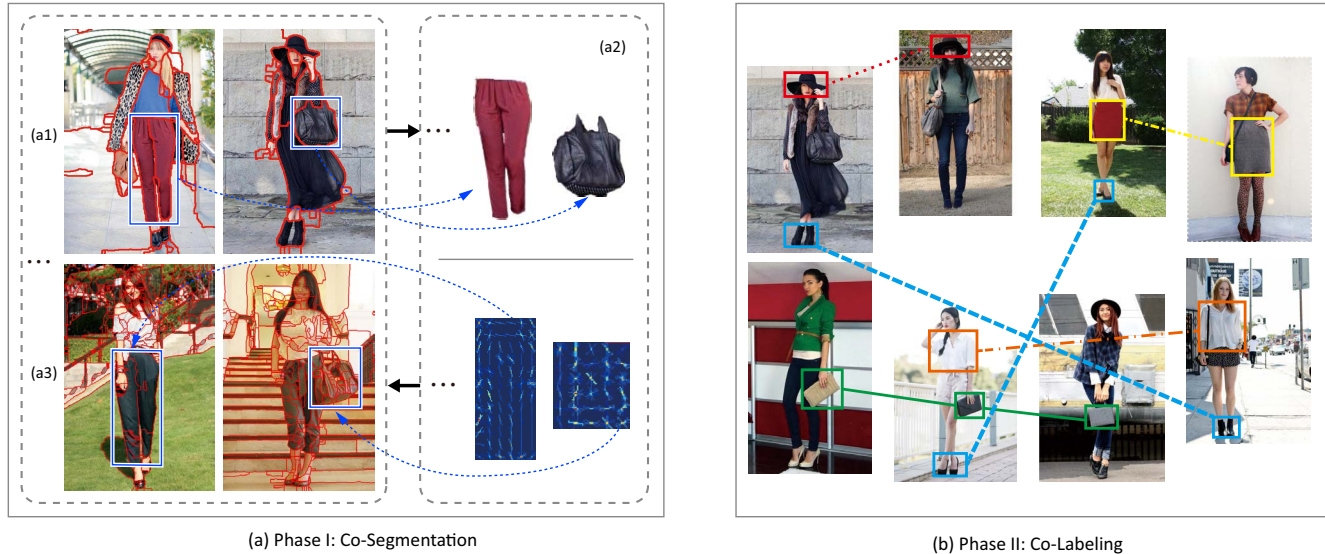 (a1)
(a2)
...
...
(a3)
...
(a) Phase I: Co-Segmentation
(b) Phase II: Co-Labeling